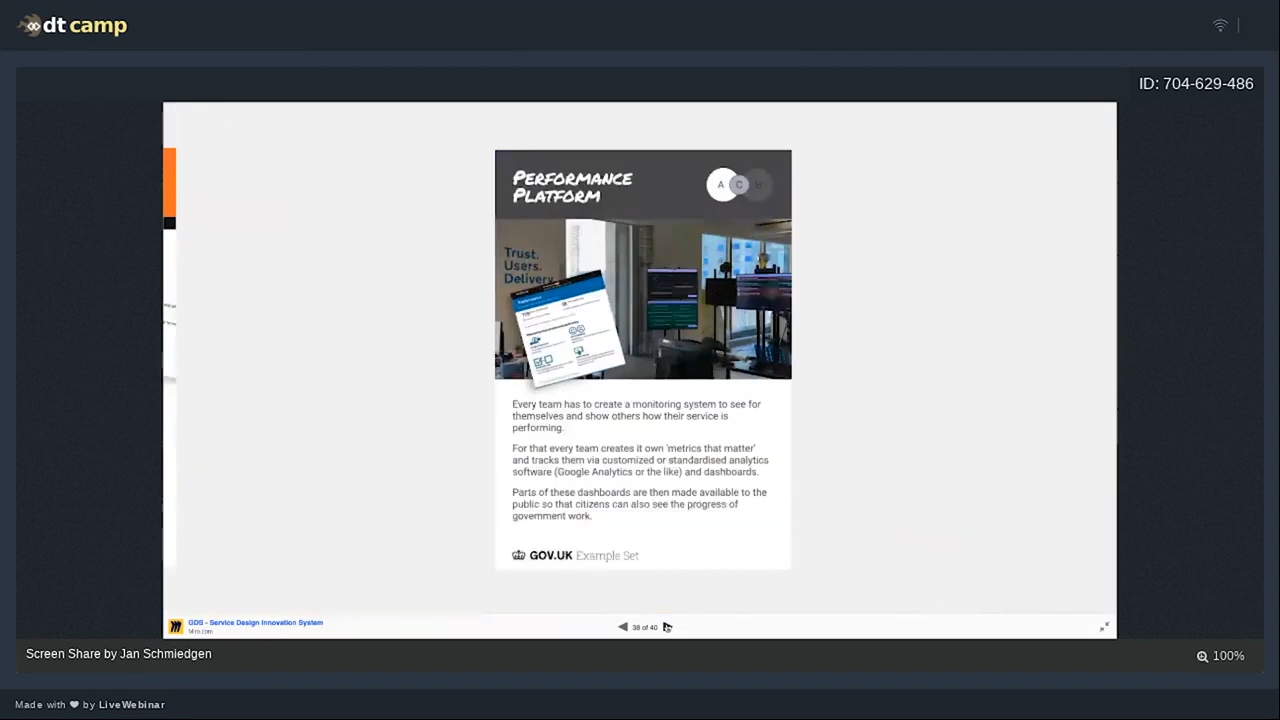 dtcamp
ID: 704-629-486
PERFORMANCE
PLATFORM
A C H
Trust.
Users.
Delivery
Performance
Every team has to create a monitoring system to see for
themselves and show others how their service is
performing.
For that every team creates it own 'metrics that matter'
and tracks them via customized or standardised analytics
software (Google Analytics or the like) and dashboards.
Parts of these dashboards are then made available to the
public so that citizens can also see the progress of
government work.
GOV.UK Example Set
GDS - Service Design Innovation System
Miro.com
38 of 40
Screen Share by Jan Schmiedgen
100%
Made with ❤ by LiveWebinar